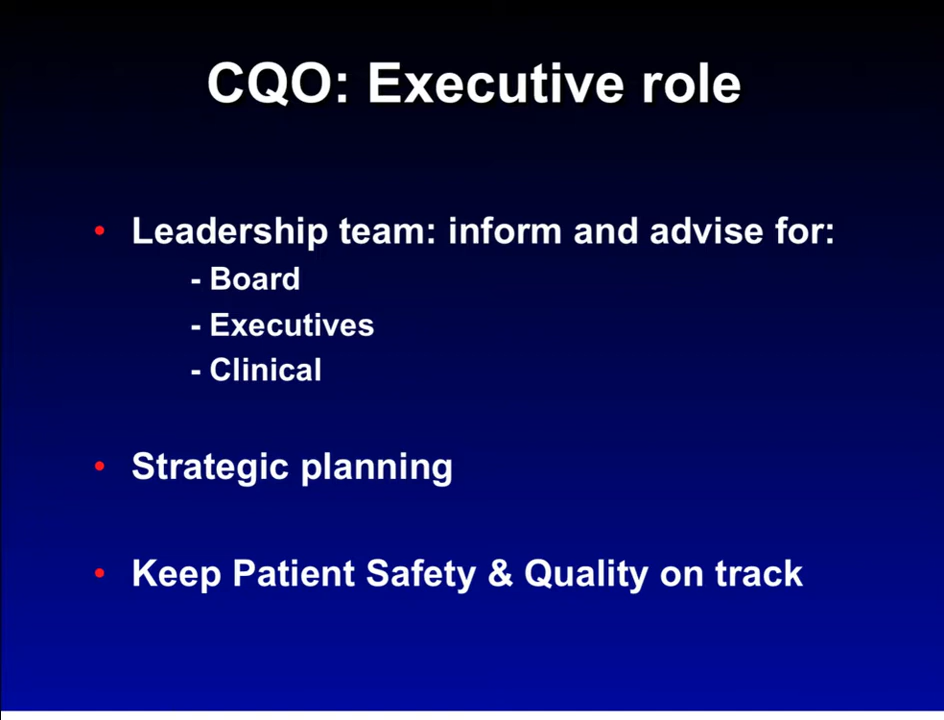 CQO: Executive role
• Leadership team: inform and advise for:
- Board
- Executives
- Clinical
• Strategic planning
• Keep Patient Safety & Quality on track